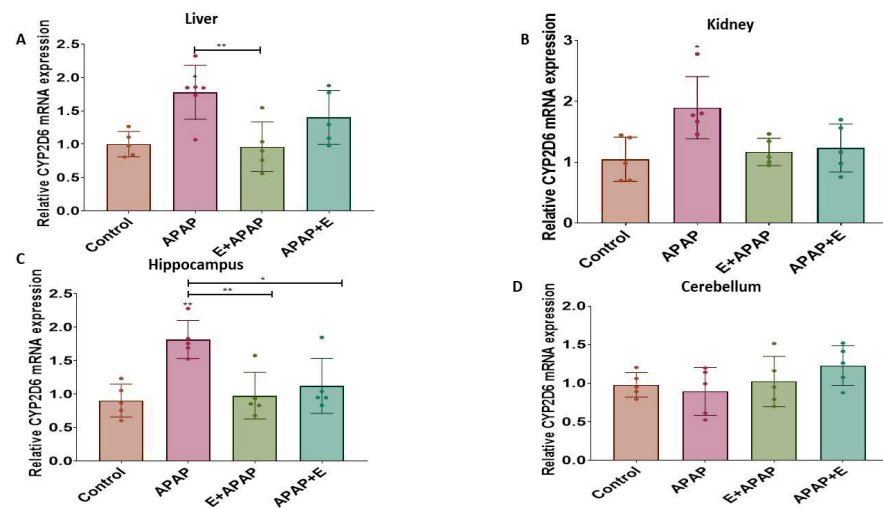 A
Liver
Relative CYP2D6 mRNA expression
2.5
2.0
1.5
1.0
0.5
0.0
**
Control
APAP
E+APAP
APAP+E
B
Kidney
Relative CYP2D6 mRNA expression
3
2
1
0
*
Control
APAP
E+APAP
APAP+E
C
Hippocampus
Relative CYP2D6 mRNA expression
2.5
2.0
1.5
1.0
0.5
0.0
*
**
**
Control
APAP
E+APAP
APAP+E
D
Cerebellum
Relative CYP2D6 mRNA expression
2.0
1.5
1.0
0.5
0.0
Control
APAP
E+APAP
APAP+E